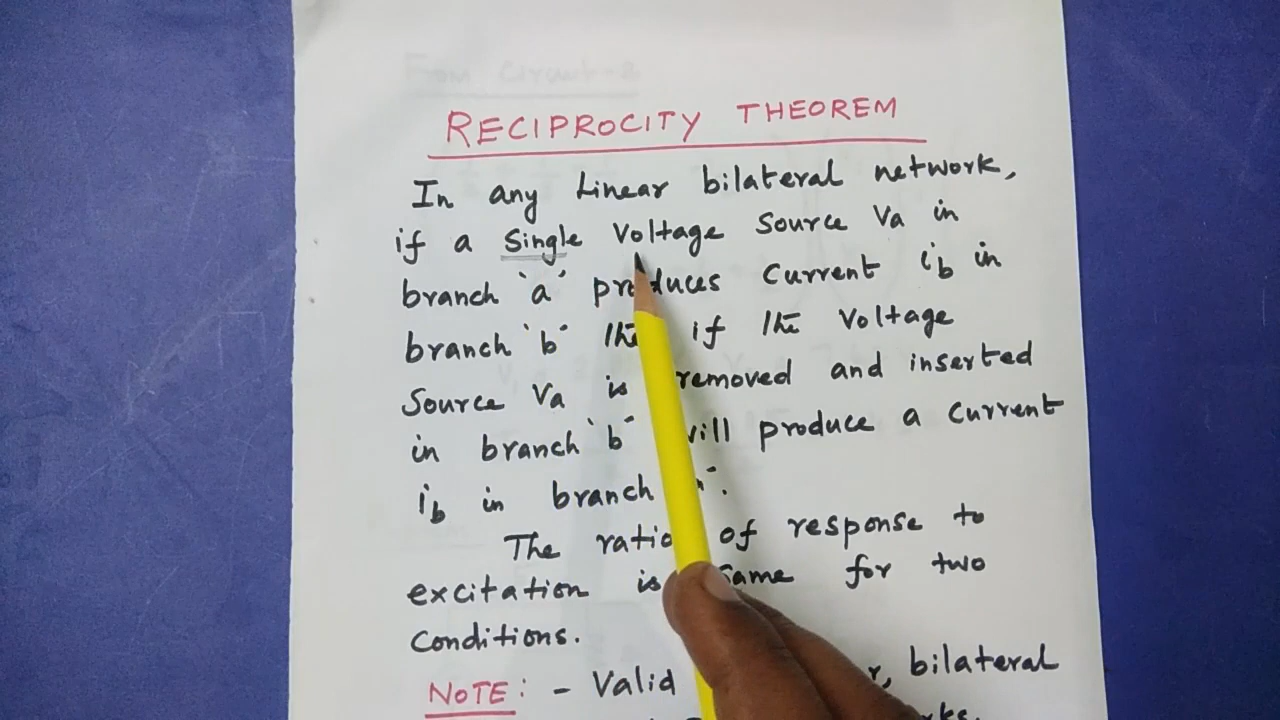 RECIPROCITY THEOREM
In any Linear bilateral network,
if a Single Voltage Source Va in
branch 'a' produces Current ib in
branch 'b' if the Voltage
Source Va is removed and inserted
in branch 'b' will produce a current
ib in branch
The ratio of response to
excitation is same for two
Conditions.
NOTE: - Valid bilateral